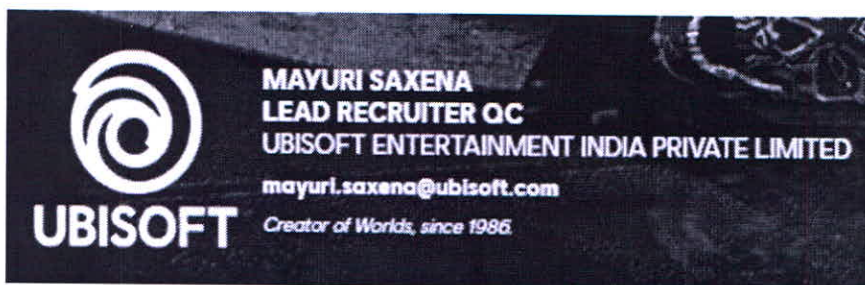 UBISOFT
MAYURI SAXENA
LEAD RECRUITER QC
UBISOFT ENTERTAINMENT INDIA PRIVATE LIMITED
mayuri.saxena@ubisoft.com
Creator of Worlds, since 1986.